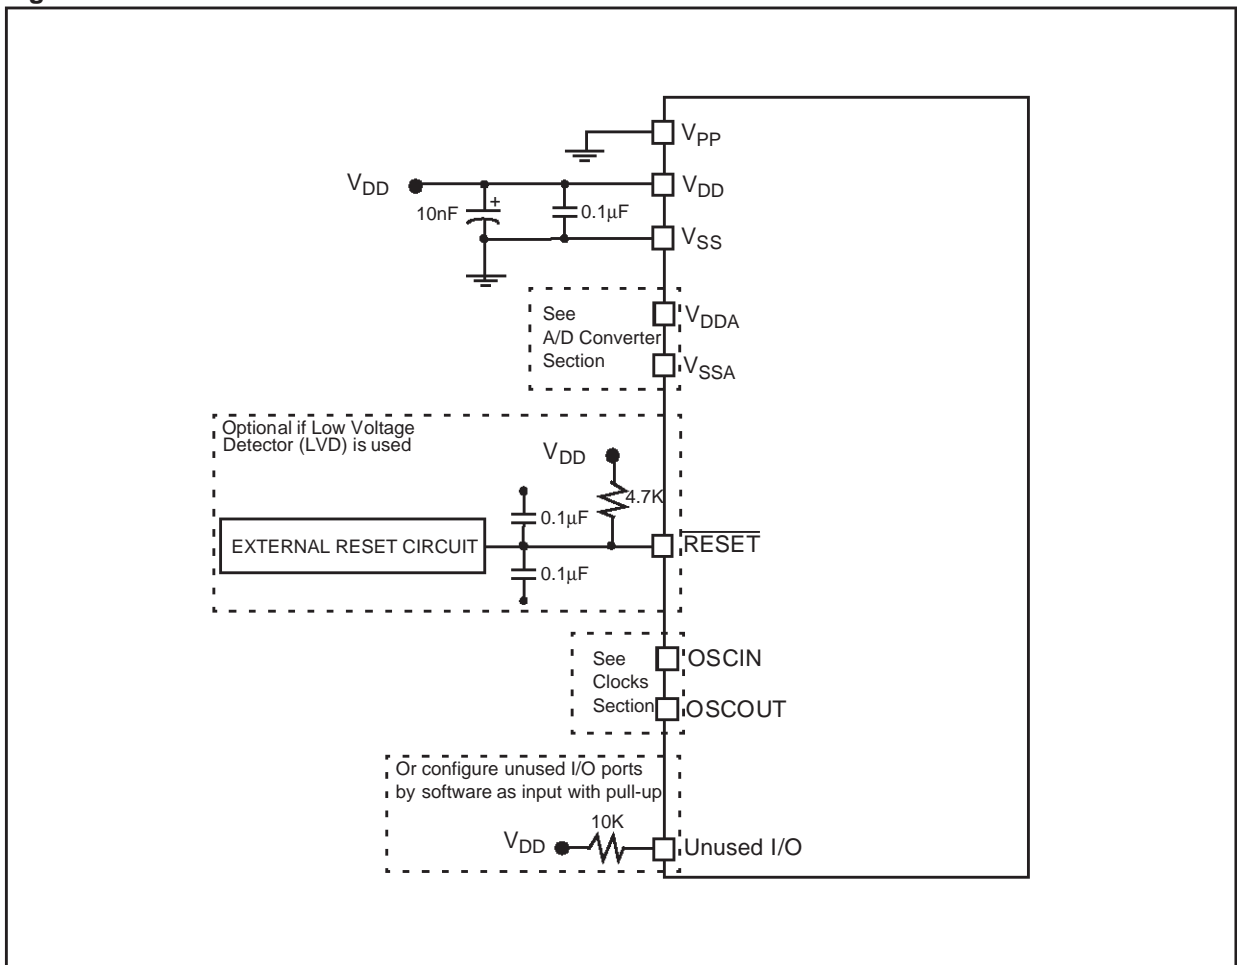 V_PP
V_DD
V_DD
10nF
+
0.1µF
V_SS
See
A/D Converter
Section
V_DDA
V_SSA
Optional if Low Voltage
Detector (LVD) is used
V_DD
4.7K
0.1µF
EXTERNAL RESET CIRCUIT
RESET
0.1µF
See
Clocks
Section
OSCIN
OSCOUT
Or configure unused I/O ports
by software as input with pull-up
10K
V_DD
Unused I/O